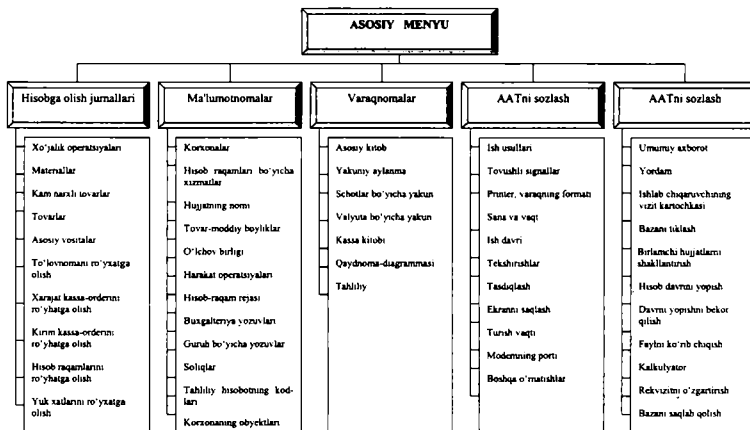 ASOSIY MENYU
Hisobga olish jurnallari
Xo'jalik operatsiyalari
Materiallar
Kam narxli tovarlar
Tovarlar
Asosiy vositalar
To'lovnomani ro'yxatga
olish
Xarajat kassa-orderini
ro'yhatga olish
Kirim kassa-orderini
ro'yhatga olish
Hisob raqamlarini
ro'yhatga olish
Yuk xatlarini ro'yxatga
olish
Ma'lumotnomalar
Korxonalar
Hisob raqamlari bo'yicha
xizmatlar
Hujjatning nomi
Tovar-moddiy boyliklar
O'lchov birligi
Harakat operatsiyalari
Hisob-raqam rejasi
Buxgalteriya yozuvlari
Guruh bo'yicha yozuvlar
Soliqlar
Tahliliy hisobotning kod-
lari
Korxonaning obyektlari
Varaqnomalar
Asosiy kitob
Yakuniy aylanma
Schotlar bo'yicha yakun
Valyuta bo'yicha yakun
Kassa kitobi
Qaydnoma-diagrammasi
Tahliliy
AATni sozlash
Ish usullari
Tovushli signallar
Printer, varaqning formati
Sana va vaqt
Ish davri
Tekshirishlar
Tasdiqlash
Ekranni saqlash
Turish vaqti
Modemning porti
Boshqa o'rnatishlar
AATni sozlash
Umumiy axborot
Yordam
Ishlab chiqaruvchining
vizit kartochkasi
Bazani tiklash
Birlamchi hujjatlarni
shakllantirish
Hisob davrini yopish
Davrni yopishni bekor
qilish
Faylni ko'rib chiqish
Kalkulyator
Rekvizitni o'zgartirish
Bazani saqlab qolish